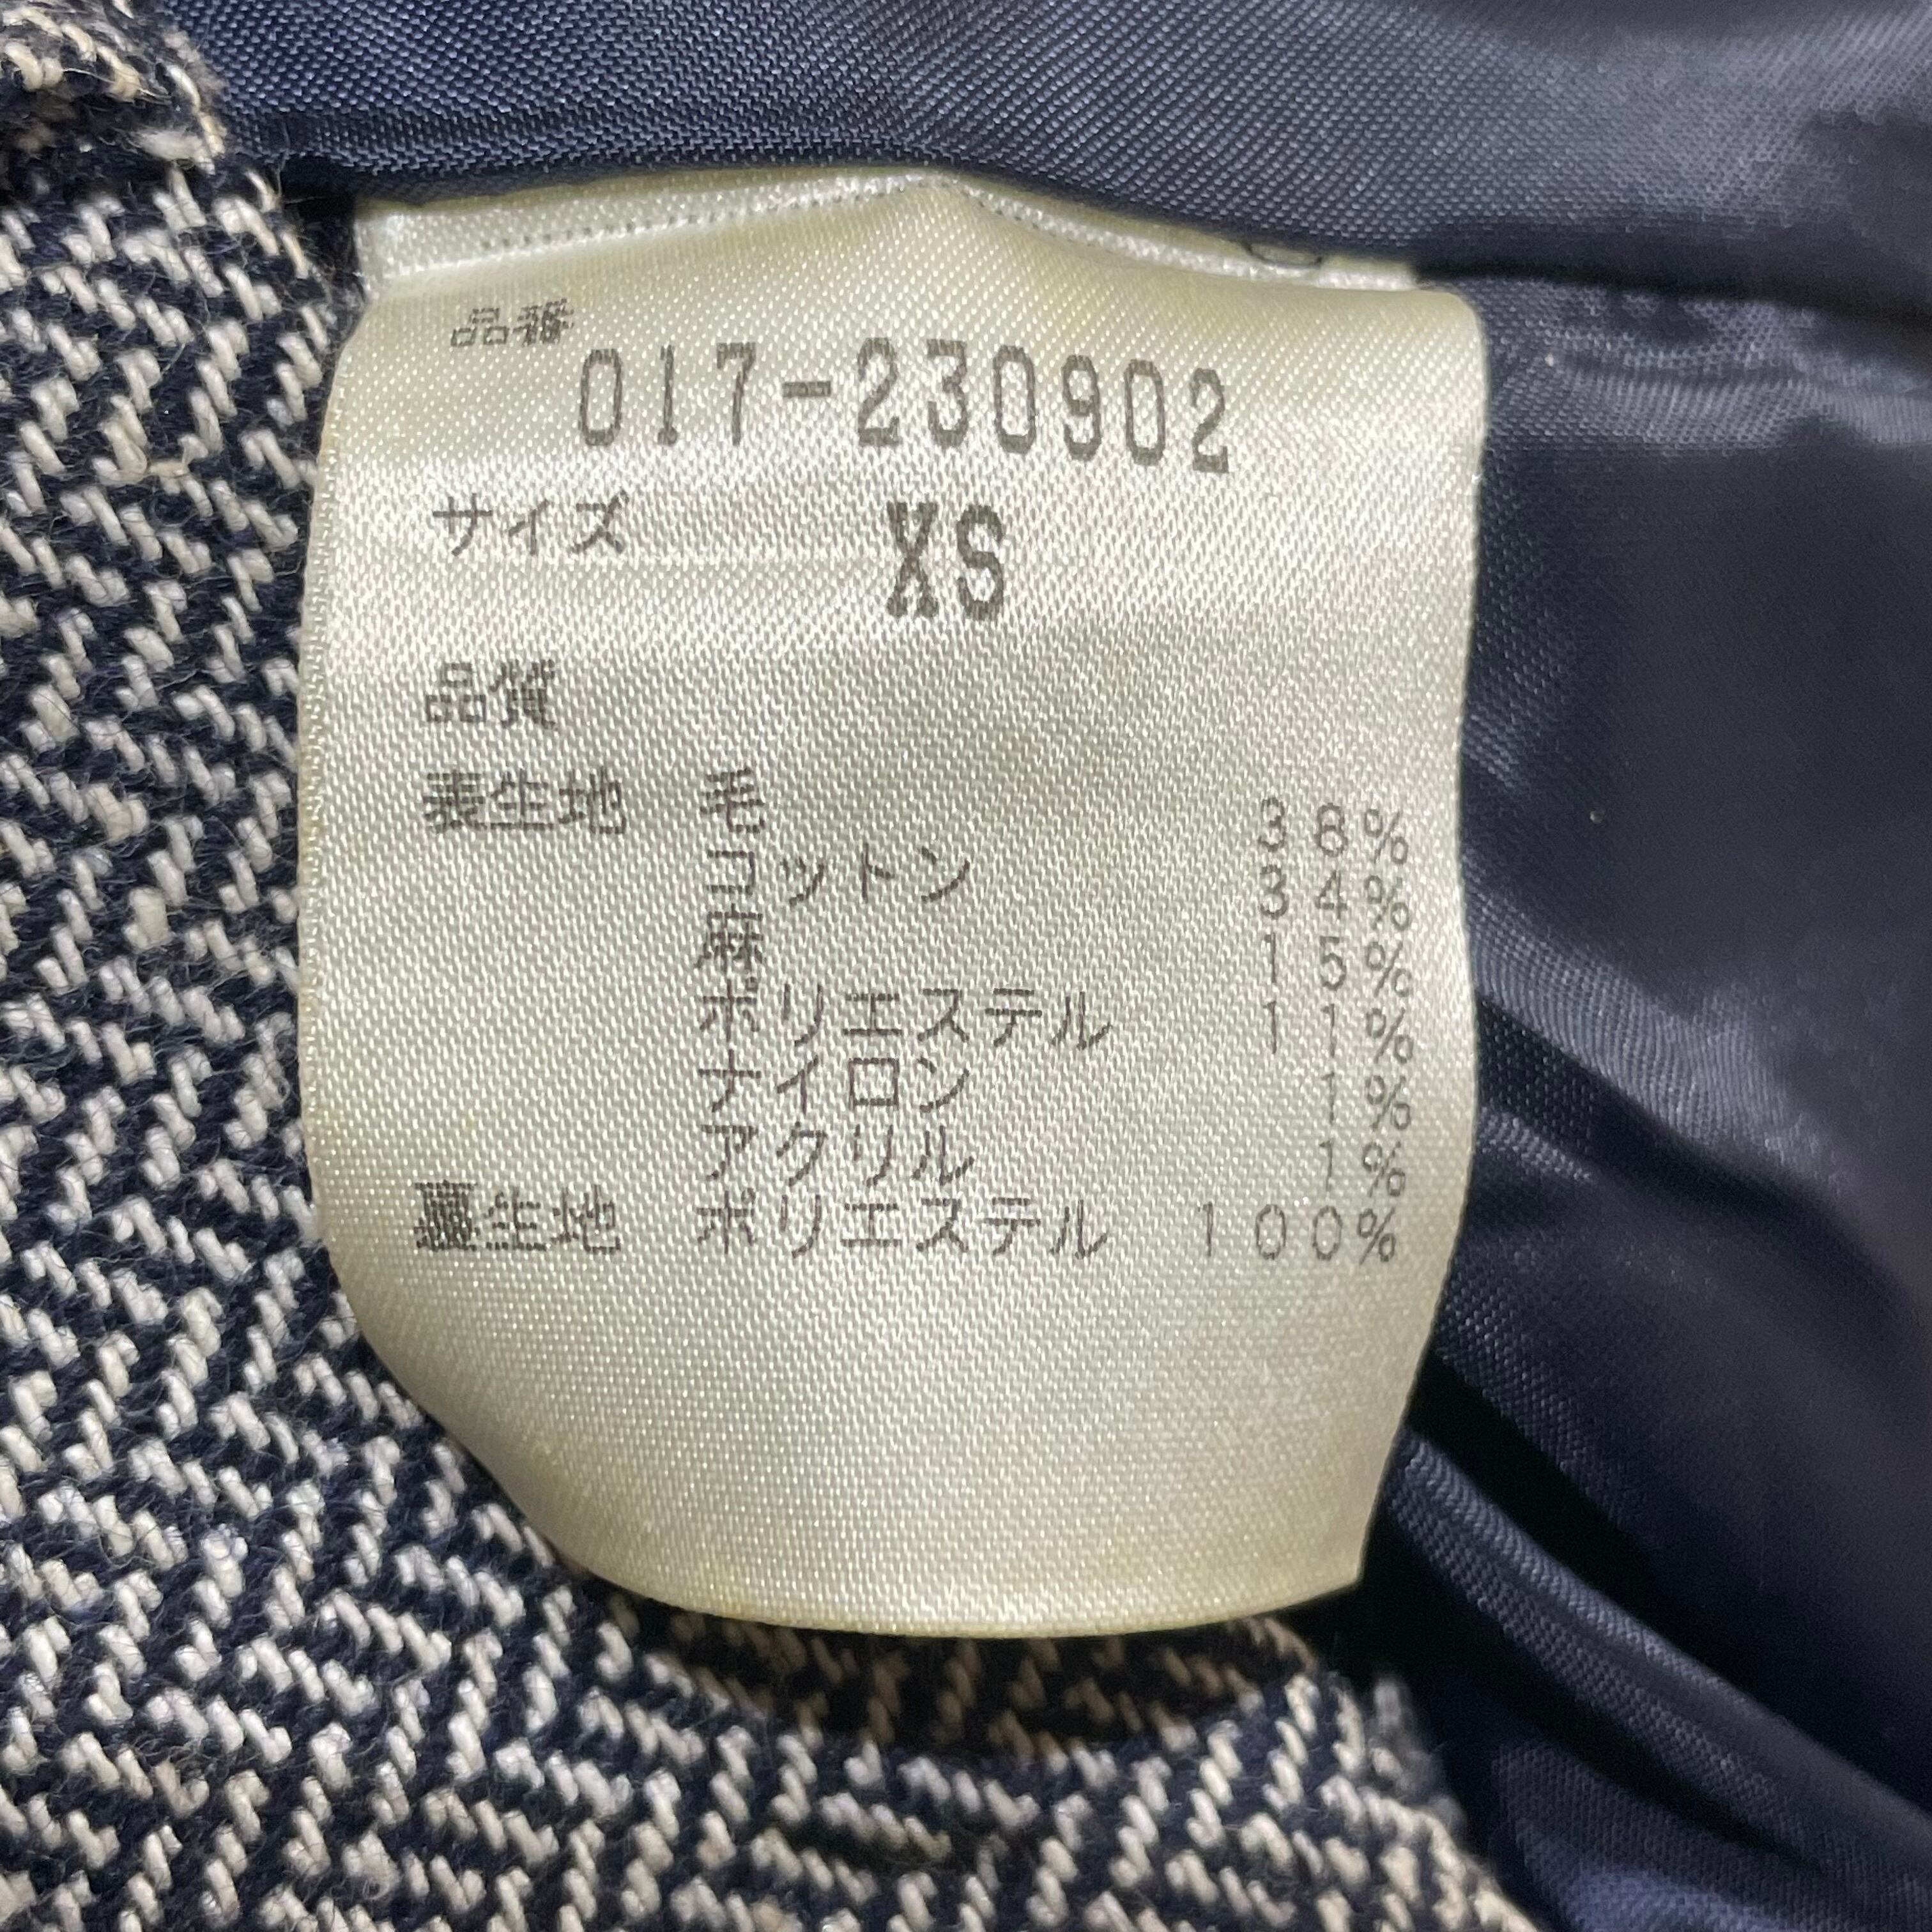 品番
017-230902
サイズ XS
品質
表生地 毛 38%
コットン 34%
麻 15%
ポリエステル 11%
ナイロン 1%
アクリル 1%
裏生地 ポリエステル 100%